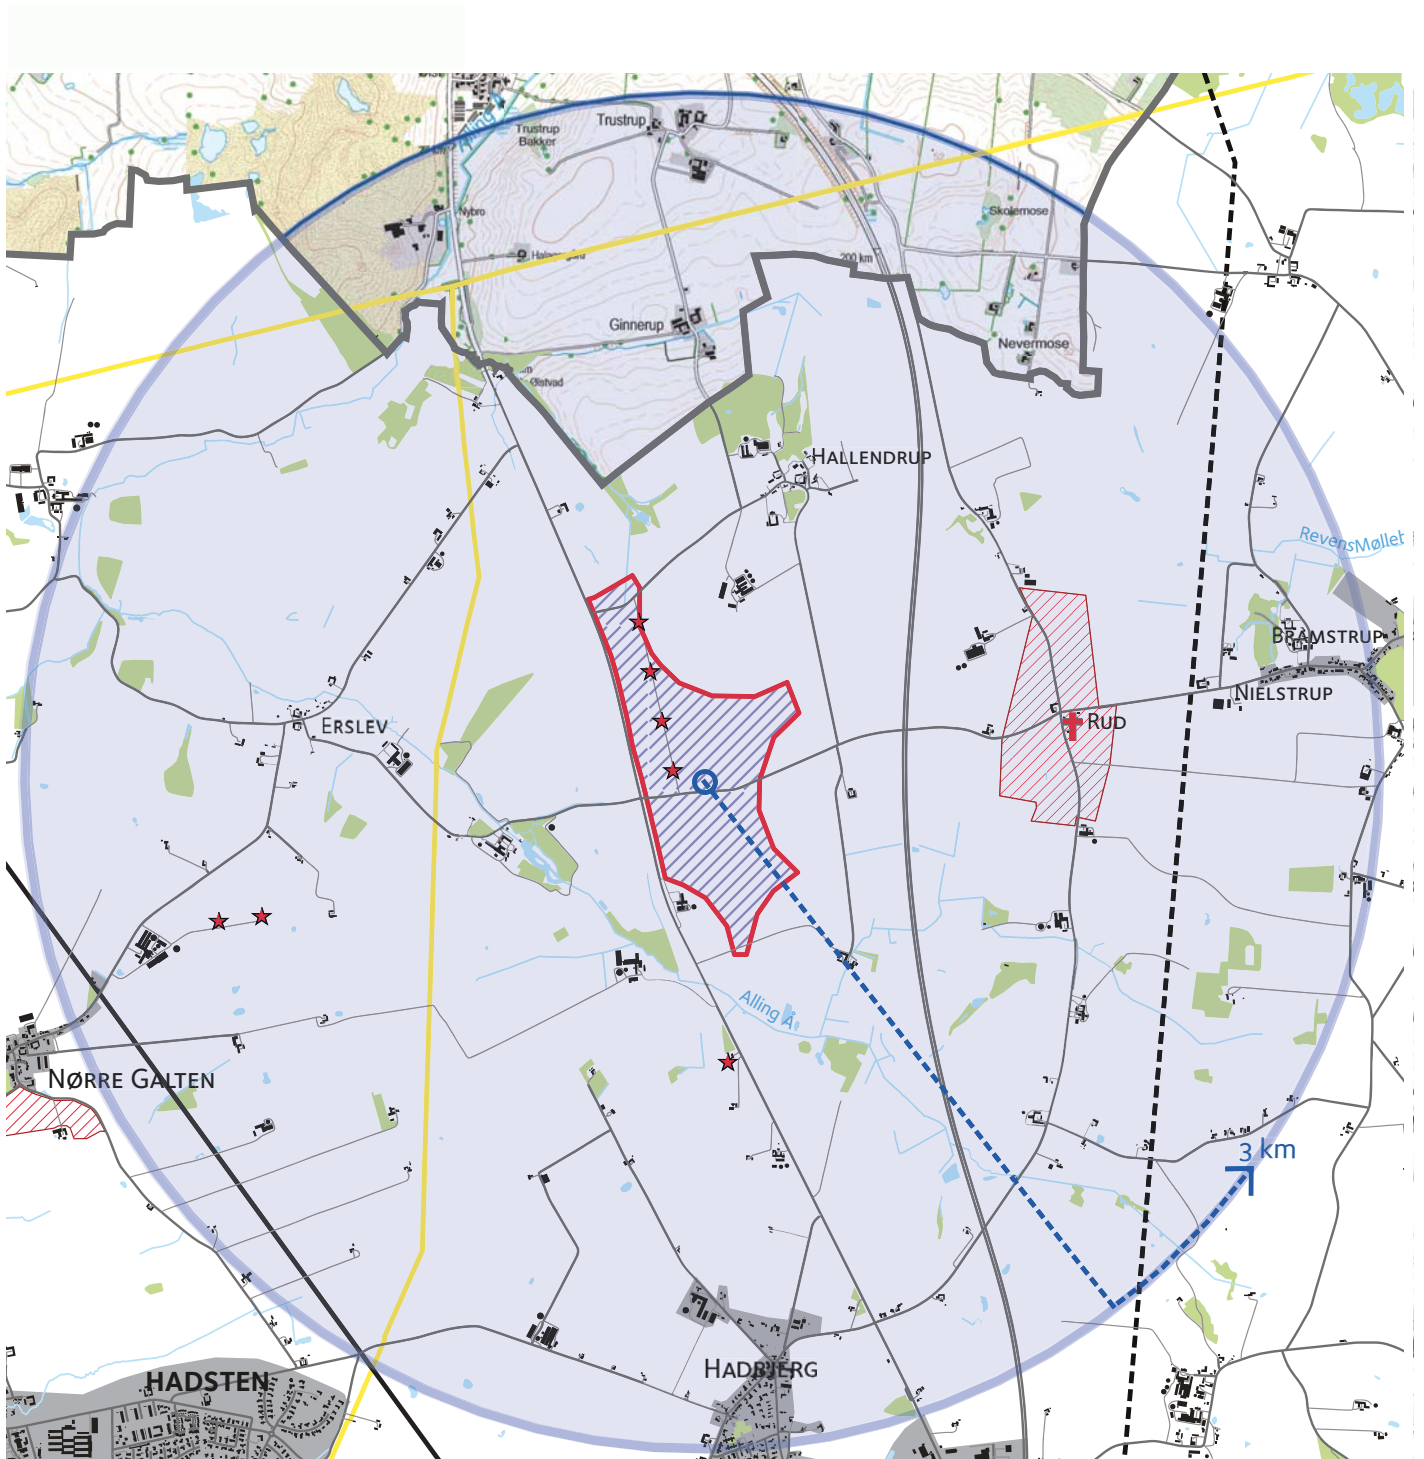 Alling
Trustrup
Trustrup
Bakker
Nybro
Skolemose
200 km
Ginnerup
Nevermose
Ølstvad
HALLENDRUP
RevensMølleb
BRAMSTRUP
NIELSTRUP
RUD
ERSLEV
Alling Å
NØRRE GALTEN
3 km
HADBJERG
HADSTEN